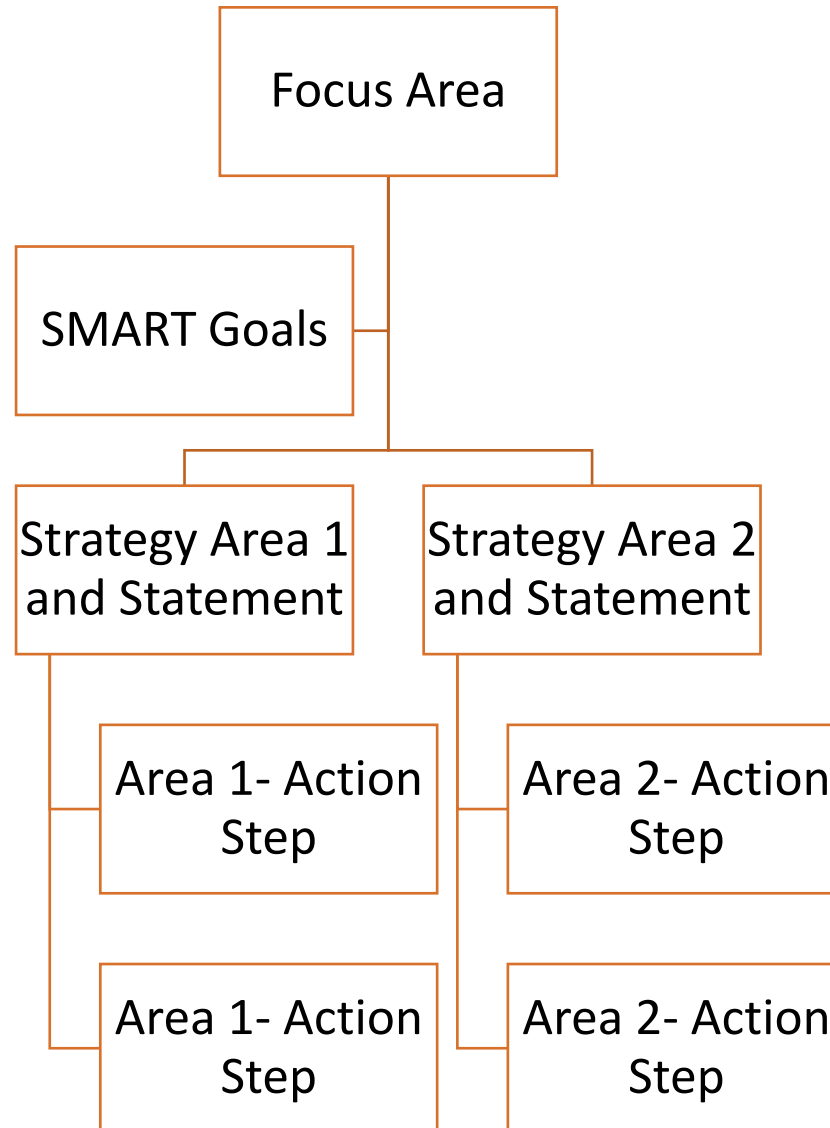 Focus Area
SMART Goals
Strategy Area 1
and Statement
Strategy Area 2
and Statement
Area 1- Action
Step
Area 2- Action
Step
Area 1- Action
Step
Area 2- Action
Step